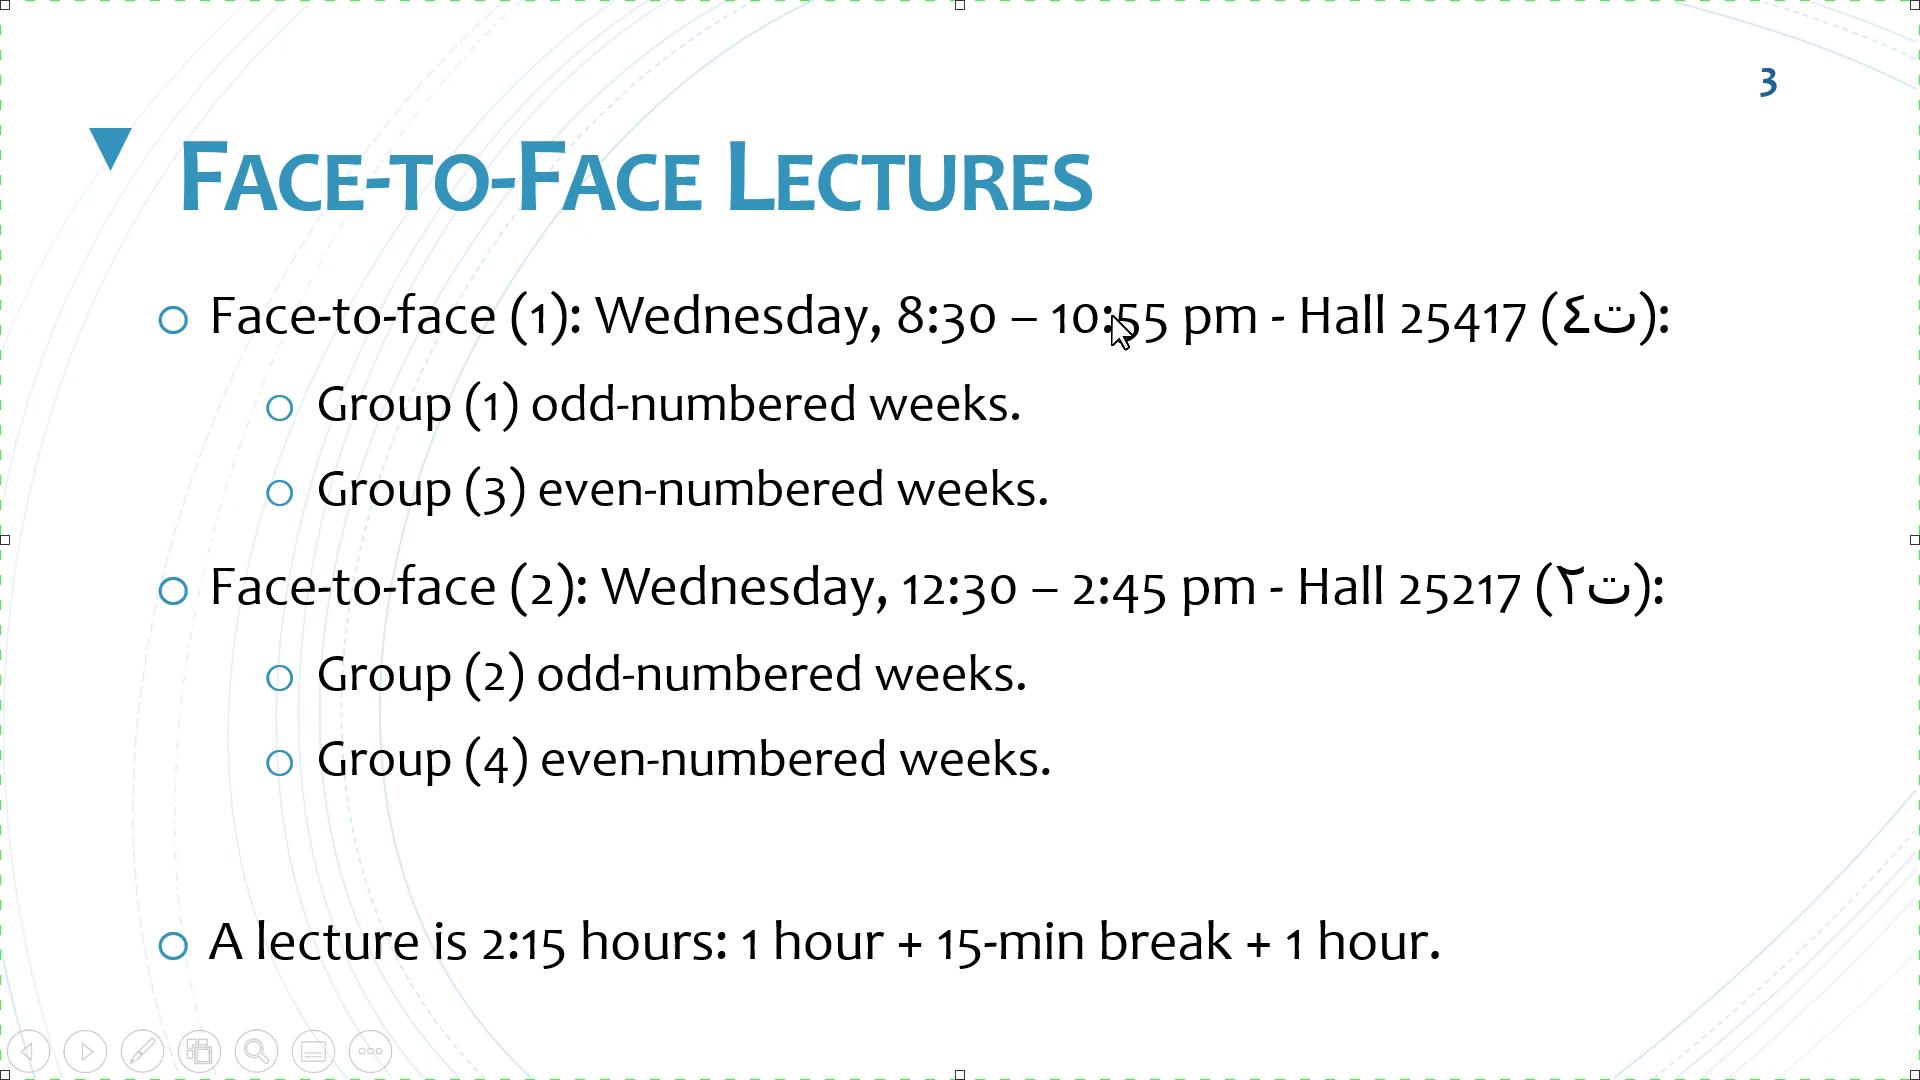 3
FACE-TO-FACE LECTURES
Face-to-face (1): Wednesday, 8:30 – 10:55 pm - Hall 25417 (ت٤):
Group (1) odd-numbered weeks.
Group (3) even-numbered weeks.
Face-to-face (2): Wednesday, 12:30 – 2:45 pm - Hall 25217 (ت٢):
Group (2) odd-numbered weeks.
Group (4) even-numbered weeks.
A lecture is 2:15 hours: 1 hour + 15-min break + 1 hour.